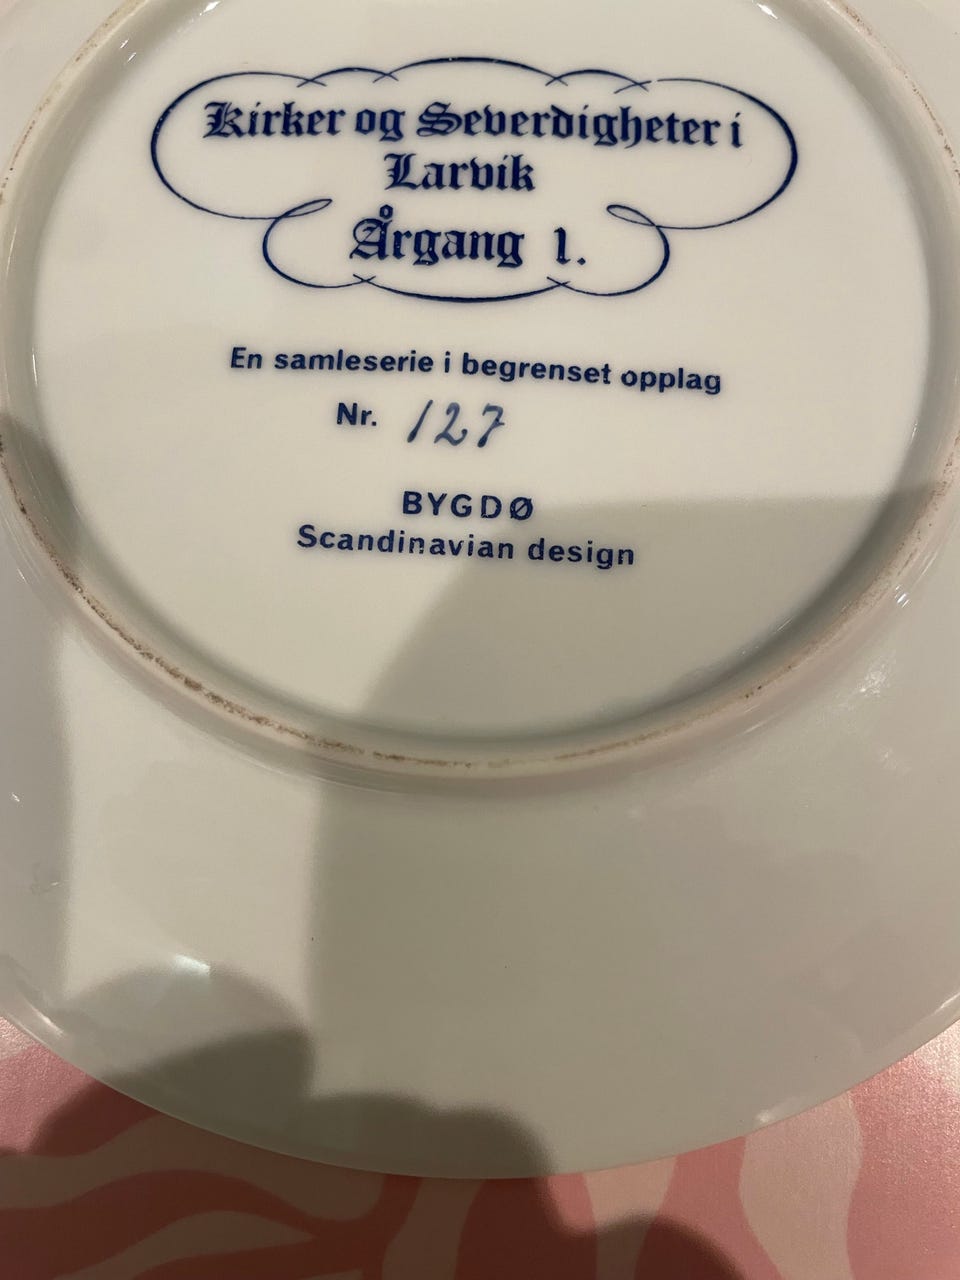 Kirker og Severdigheter i
Larvik
Årgang 1.
En samleserie i begrenset opplag
Nr. 127
BYGDØ
Scandinavian design